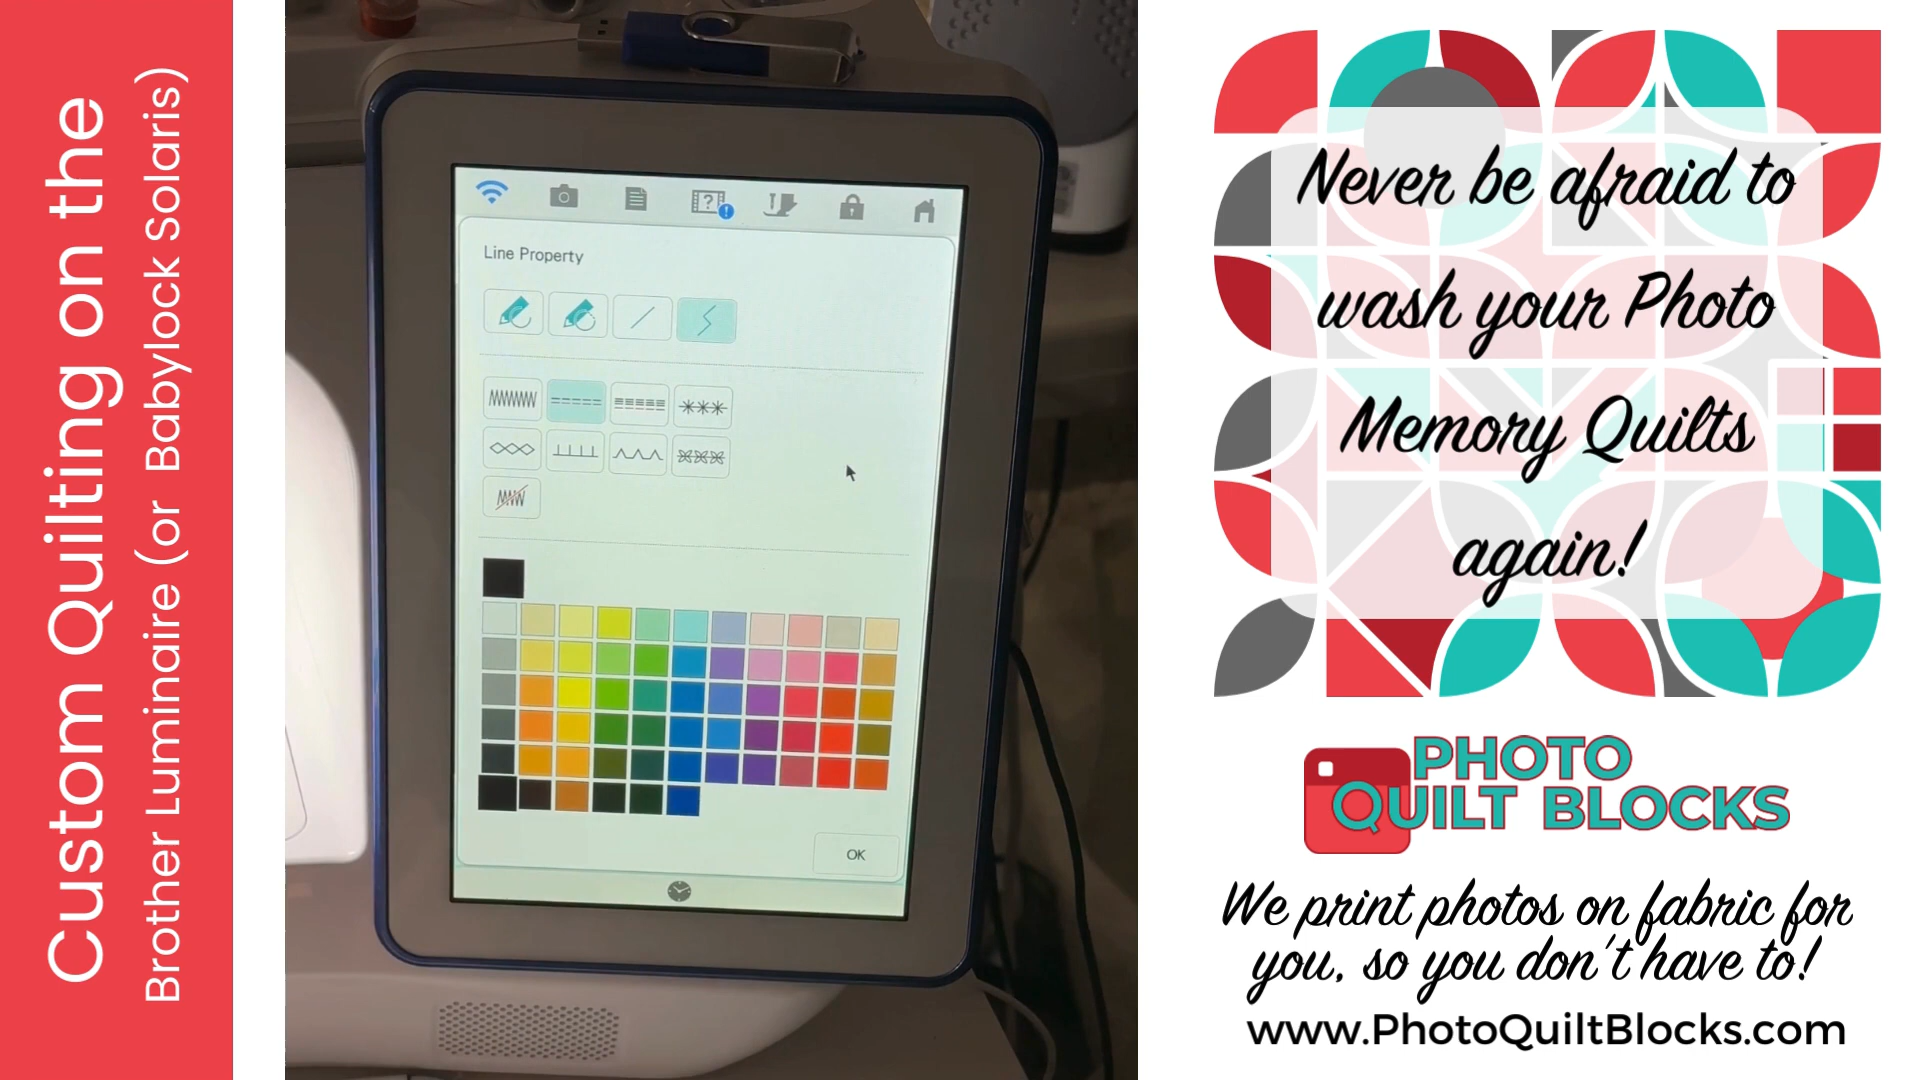 Custom Quilting on the
Brother Luminaire (or Babylock Solaris)
Line Property
OK
Never be afraid to
wash your Photo
Memory Quilts
again!
PHOTO
QUILT BLOCKS
We print photos on fabric for
you, so you don't have to!
www.PhotoQuiltBlocks.com